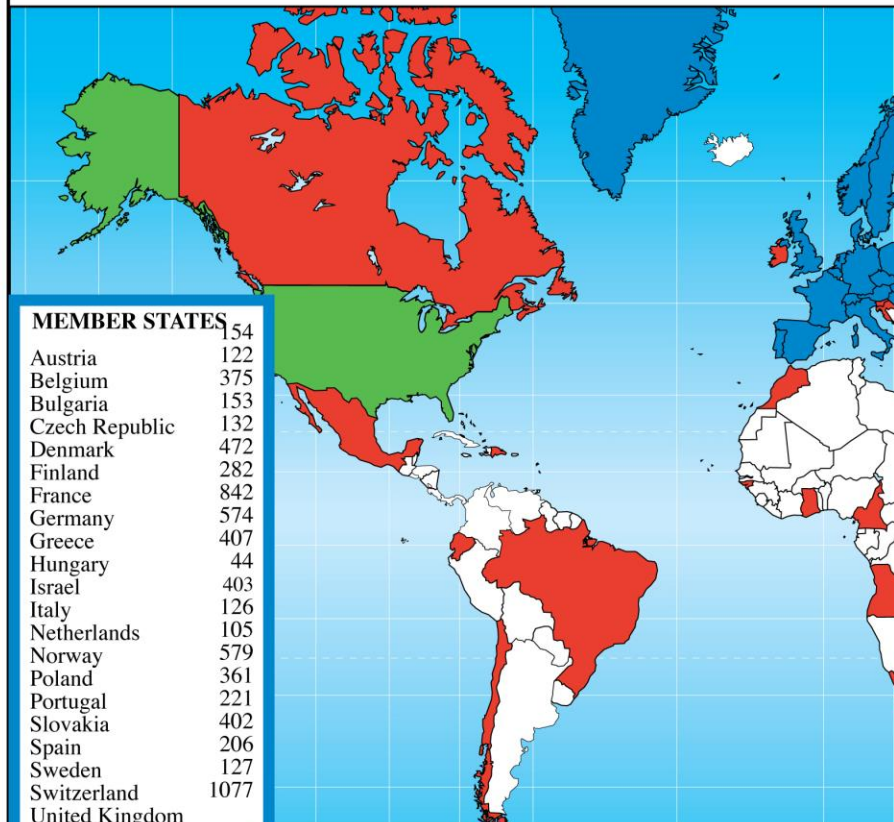 MEMBER STATES 154
Austria 122
Belgium 375
Bulgaria 153
Czech Republic 132
Denmark 472
Finland 282
France 842
Germany 574
Greece 407
Hungary 44
Israel 403
Italy 126
Netherlands 105
Norway 579
Poland 361
Portugal 221
Slovakia 402
Spain 206
Sweden 127
Switzerland 1077
United Kingdom